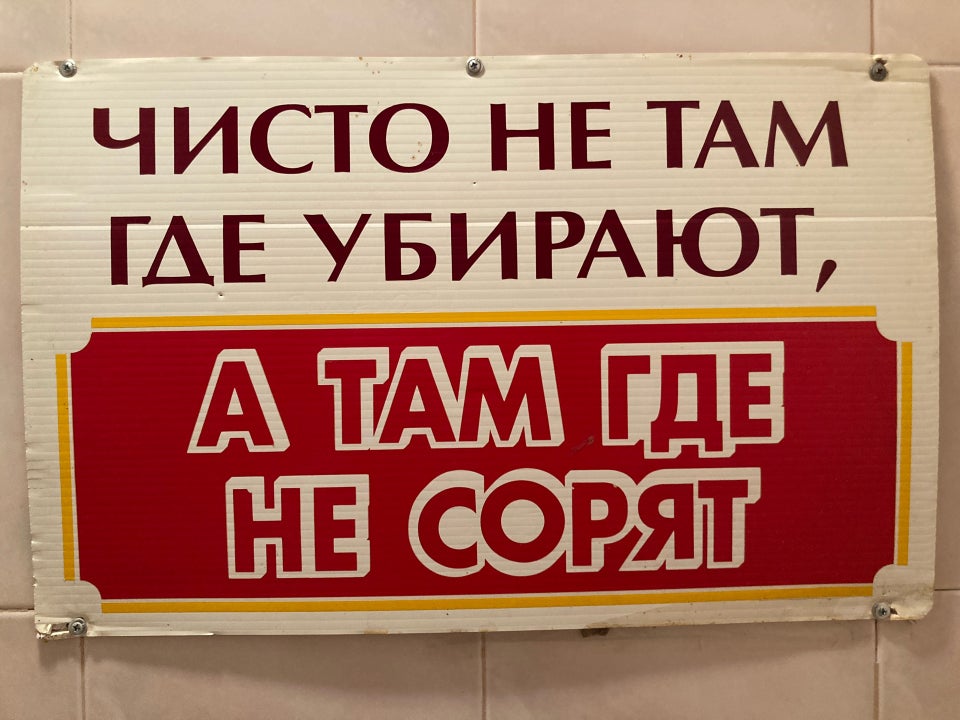 ЧИСТО НЕ ТАМ
ГДЕ УБИРАЮТ,
А ТАМ ГДЕ
НЕ СОРЯТ